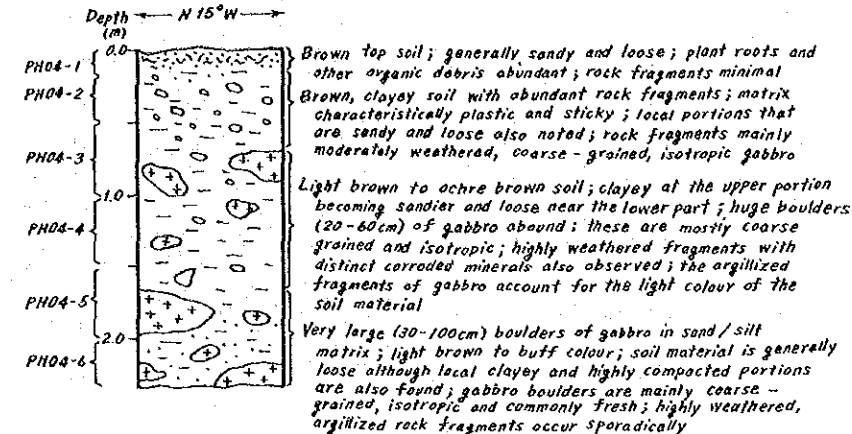 Depth
(m)
N 15°W
0.0
1.0
2.0
PH04-1
PH04-2
PH04-3
PH04-4
PH04-5
PH04-6
Brown top soil ; generally sandy and loose ; plant roots and
other organic debris abundant ; rock fragments minimal
Brown, clayey soil with abundant rock fragments ; matrix
characteristically plastic and sticky ; local portions that
are sandy and loose also noted ; rock fragments mainly
moderately weathered, coarse - grained, isotropic gabbro
Light brown to ochre brown soil ; clayey at the upper portion
becoming sandier and loose near the lower part ; huge boulders
(20-60cm) of gabbro abound ; these are mostly coarse
grained and isotropic ; highly weathered fragments with
distinct corroded minerals also observed ; the argillized
fragments of gabbro account for the light colour of the
soil material
Very large (30-100cm) boulders of gabbro in sand / silt
matrix ; light brown to buff colour ; soil material is generally
loose although local clayey and highly compacted portions
are also found ; gabbro boulders are mainly coarse -
grained, isotropic and commonly fresh ; highly weathered,
argillized rock fragments occur sporadically